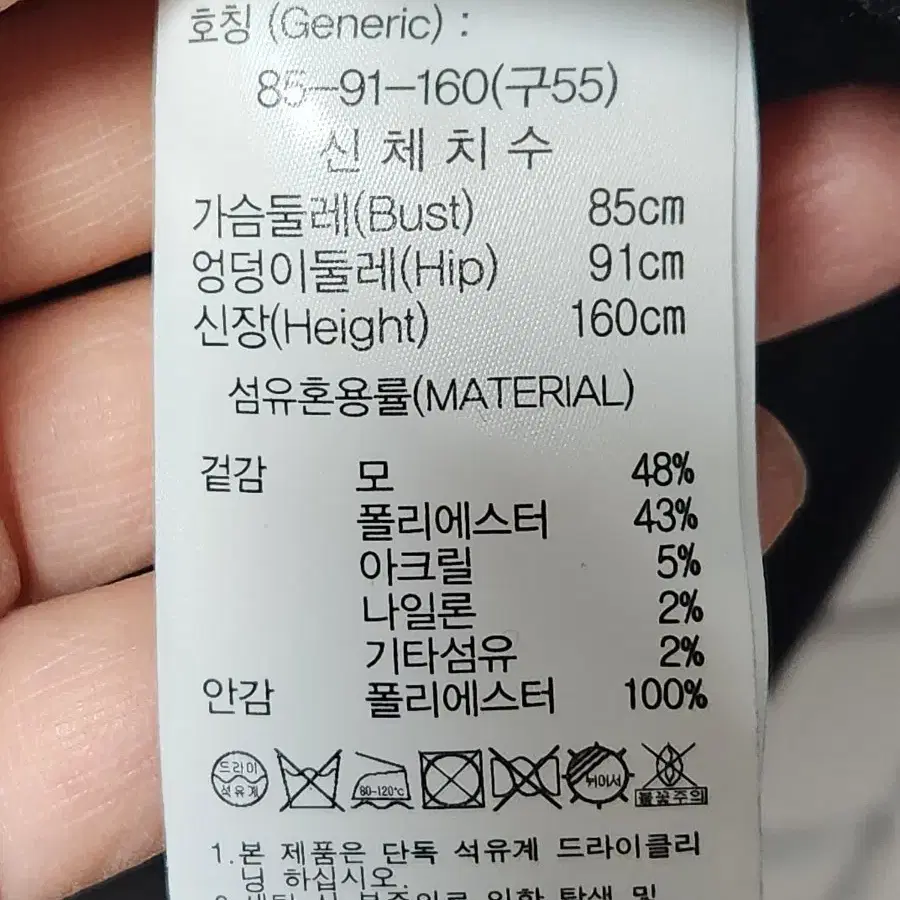 호칭 (Generic) :
85-91-160(구55)
신 체 치 수
가슴둘레(Bust) 85cm
엉덩이둘레(Hip) 91cm
신장(Height) 160cm
섬유혼용률(MATERIAL)
겉감 모 48%
폴리에스터 43%
아크릴 5%
나일론 2%
기타섬유 2%
안감 폴리에스터 100%
드라이
석유계
80-120℃
뉘어서
불꽃주의
1.본 제품은 단독 석유계 드라이클리
닝 하십시오.